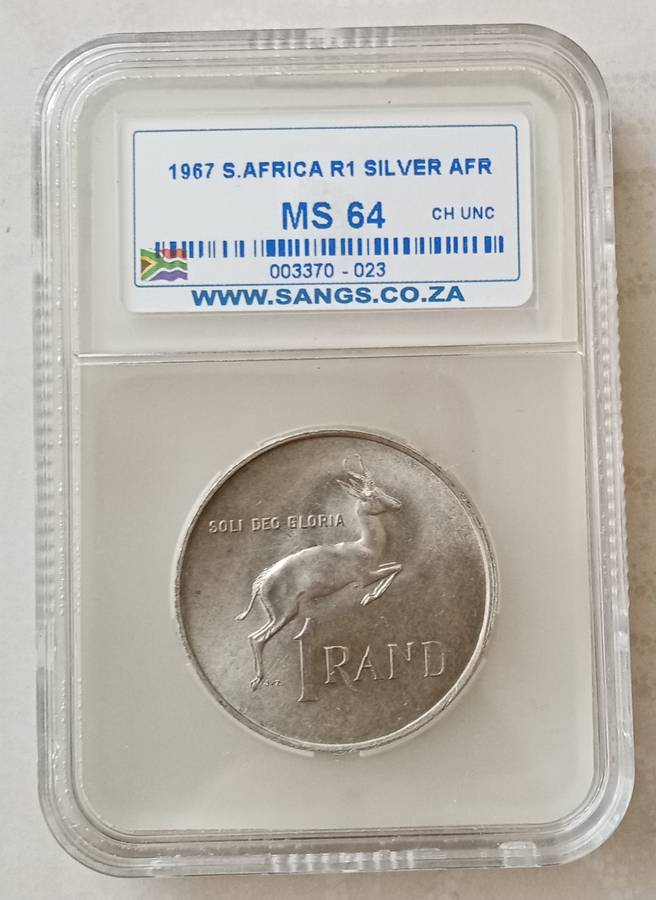 1967 S.AFRICA R1 SILVER AFR
MS 64 CH UNC
003370 - 023
WWW.SANGS.CO.ZA
SOLI DEO GLORIA
1 RAND